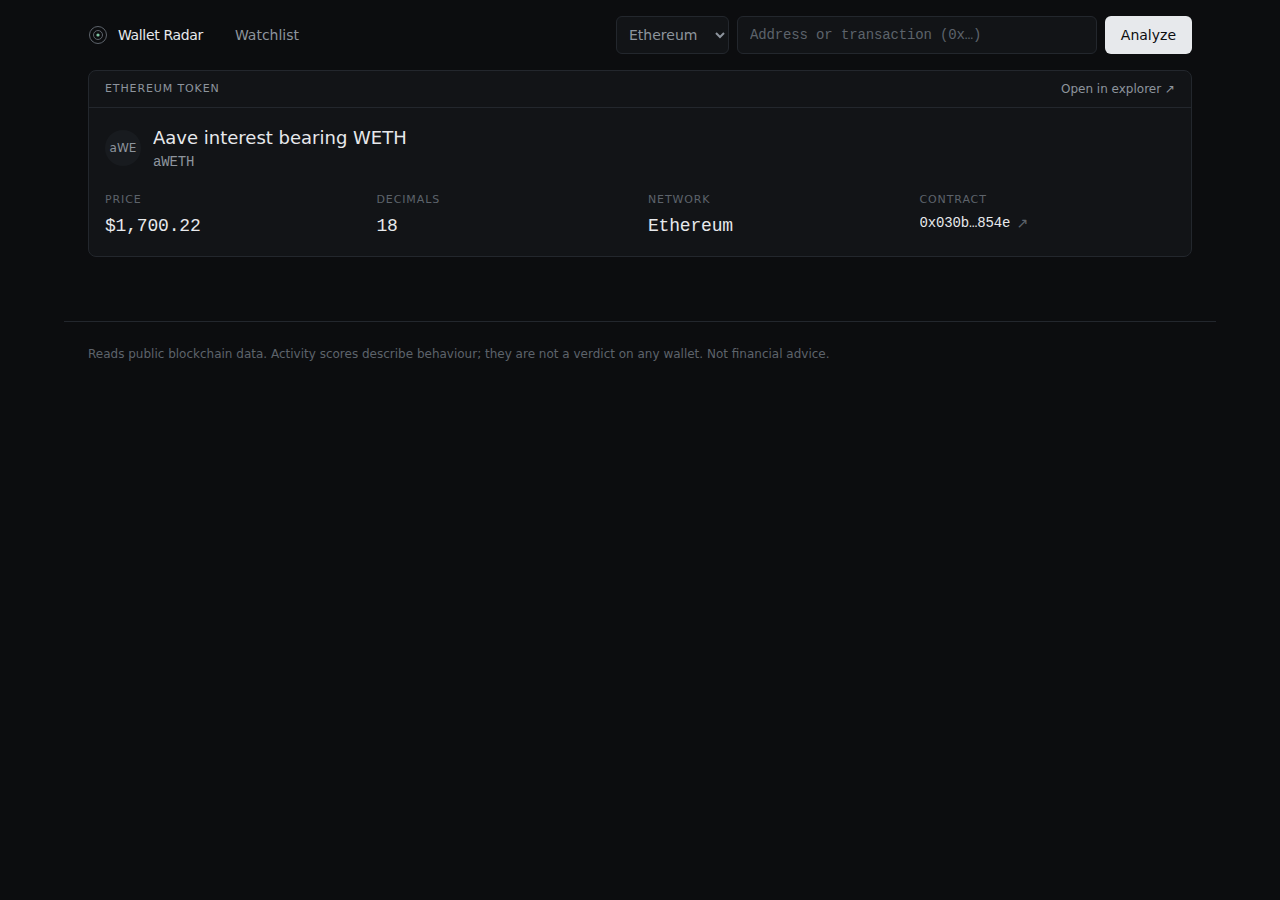 Wallet Radar Watchlist Ethereum Address or transaction (0x…) Analyze
ETHEREUM TOKEN Open in explorer ↗
aWE Aave interest bearing WETH
aWETH
PRICE DECIMALS NETWORK CONTRACT
$1,700.22 18 Ethereum 0x030b…854e ↗
Reads public blockchain data. Activity scores describe behaviour; they are not a verdict on any wallet. Not financial advice.